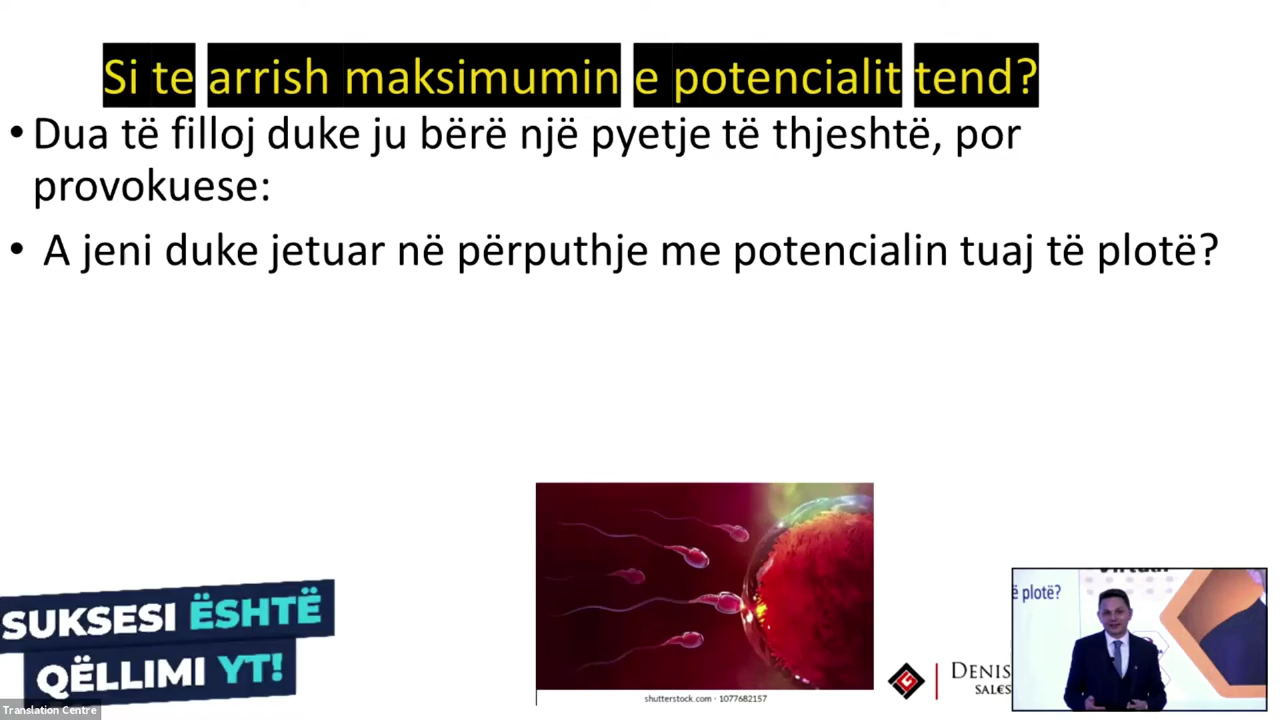 Si te arrish maksimumin e potencialit tend?
• Dua të filloj duke ju bërë një pyetje të thjeshtë, por
provokuese:
• A jeni duke jetuar në përputhje me potencialin tuaj të plotë?
SUKSESI ËSHTË
QËLLIMI YT!
shutterstock.com · 1077682157
DENIS
SALES
ë plotë?
Translation Centre